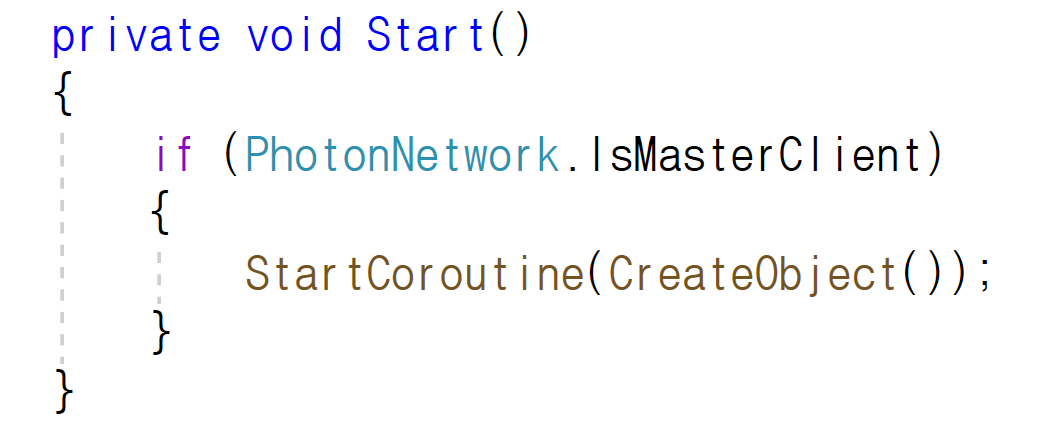 private void Start()
{
if (PhotonNetwork.IsMasterClient)
{
StartCoroutine(CreateObject());
}
}